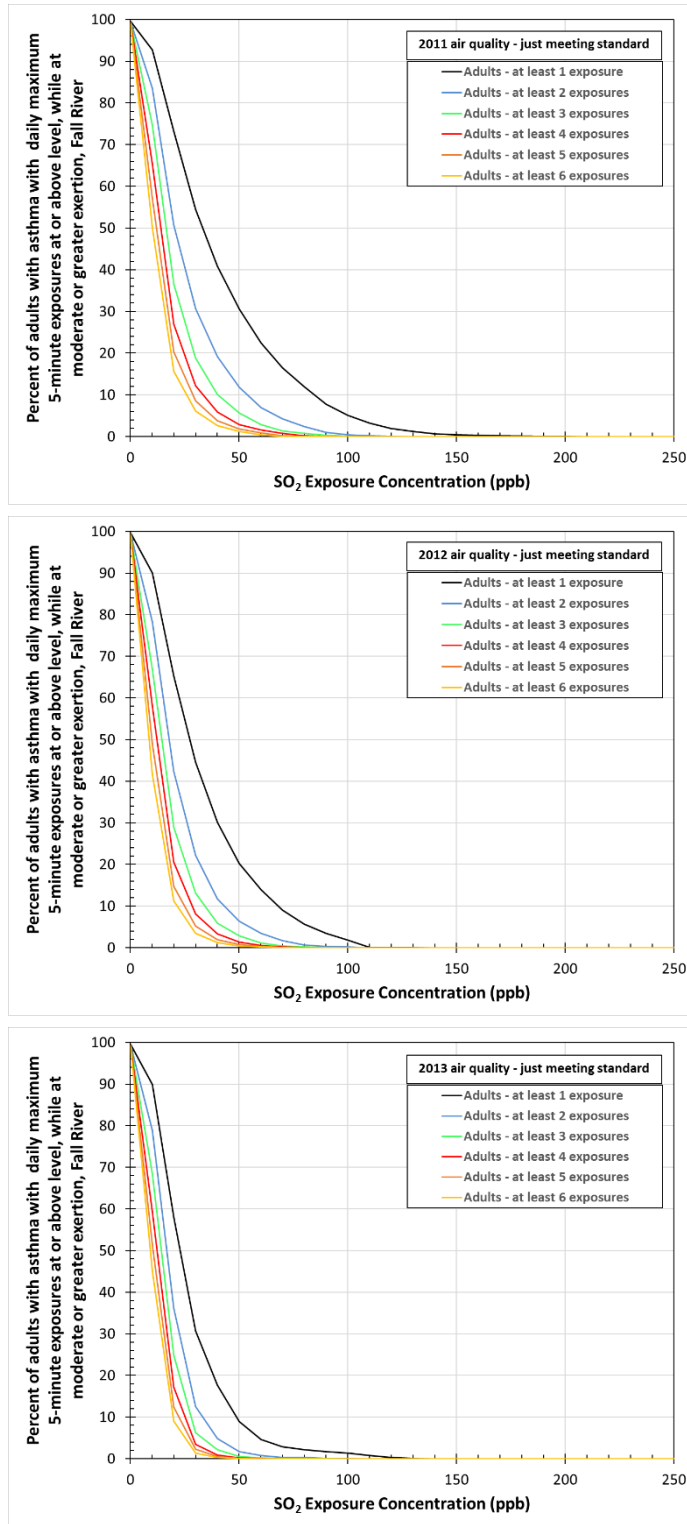 Percent of adults with asthma with daily maximum
5-minute exposures at or above level, while at
moderate or greater exertion, Fall River
100
90
80
70
60
50
40
30
20
10
0
2011 air quality - just meeting standard
Adults - at least 1 exposure
Adults - at least 2 exposures
Adults - at least 3 exposures
Adults - at least 4 exposures
Adults - at least 5 exposures
Adults - at least 6 exposures
0 50 100 150 200 250
SO₂ Exposure Concentration (ppb)
Percent of adults with asthma with daily maximum
5-minute exposures at or above level, while at
moderate or greater exertion, Fall River
100
90
80
70
60
50
40
30
20
10
0
2012 air quality - just meeting standard
Adults - at least 1 exposure
Adults - at least 2 exposures
Adults - at least 3 exposures
Adults - at least 4 exposures
Adults - at least 5 exposures
Adults - at least 6 exposures
0 50 100 150 200 250
SO₂ Exposure Concentration (ppb)
Percent of adults with asthma with daily maximum
5-minute exposures at or above level, while at
moderate or greater exertion, Fall River
100
90
80
70
60
50
40
30
20
10
0
2013 air quality - just meeting standard
Adults - at least 1 exposure
Adults - at least 2 exposures
Adults - at least 3 exposures
Adults - at least 4 exposures
Adults - at least 5 exposures
Adults - at least 6 exposures
0 50 100 150 200 250
SO₂ Exposure Concentration (ppb)